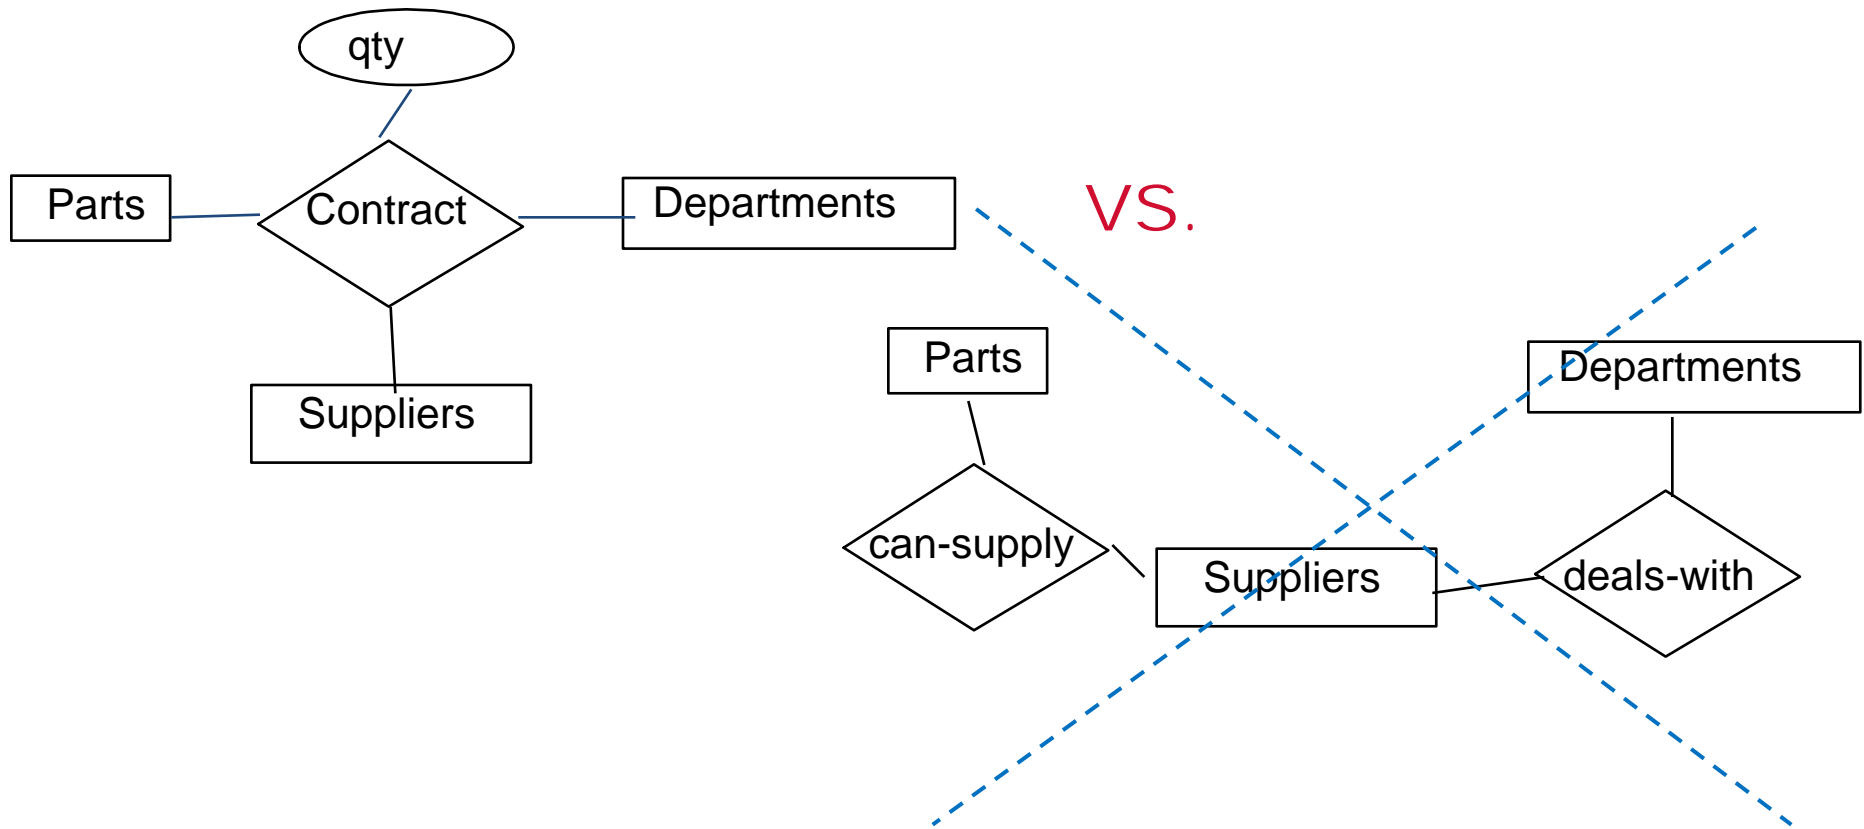 qty
Parts
Contract
Departments
VS.
Suppliers
Parts
Departments
can-supply
Suppliers
deals-with